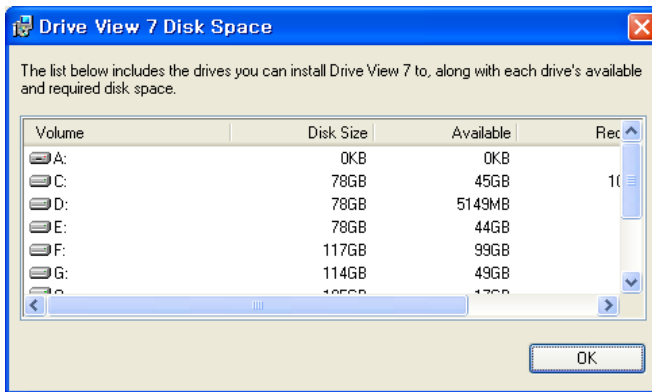 Drive View 7 Disk Space
The list below includes the drives you can install Drive View 7 to, along with each drive's available
and required disk space.
Volume Disk Size Available
A: 0KB 0KB
C: 78GB 45GB
D: 78GB 5149MB
E: 78GB 44GB
F: 117GB 99GB
G: 114GB 49GB
OK